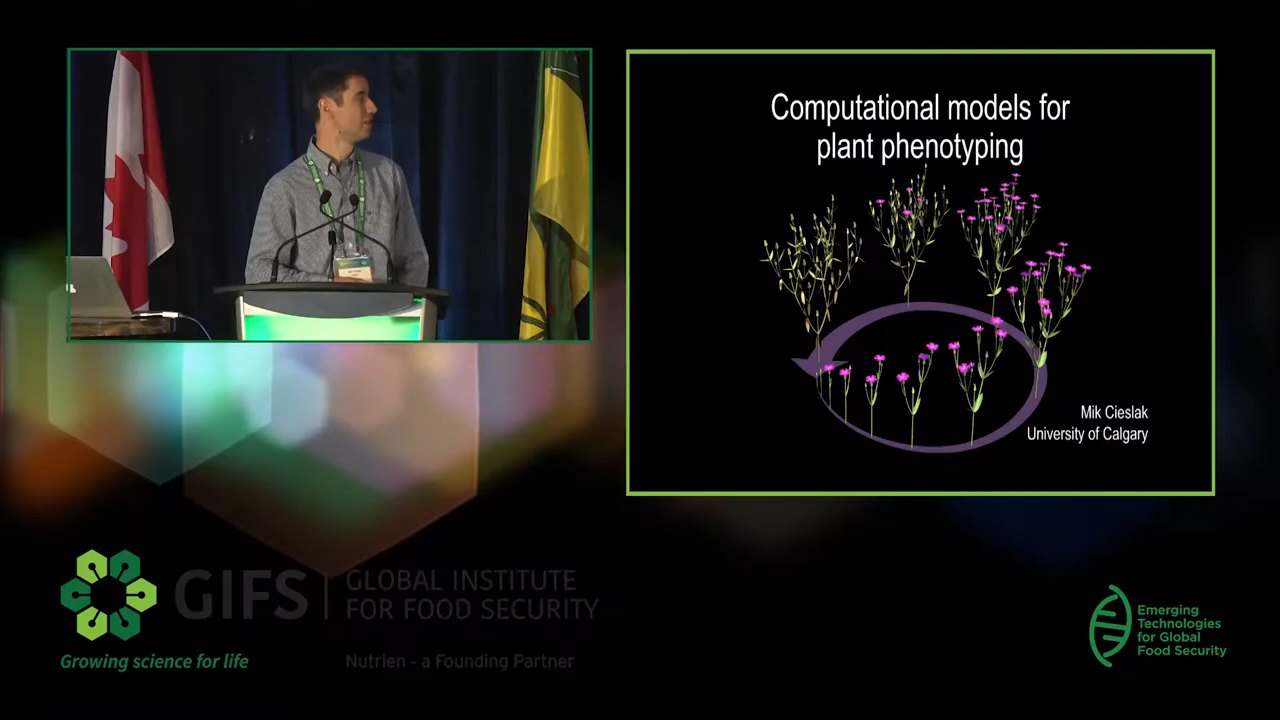 Computational models for
plant phenotyping
Mik Cieslak
University of Calgary
GIFS
GLOBAL INSTITUTE
FOR FOOD SECURITY
Growing science for life
Nutrien - a Founding Partner
Emerging
Technologies
for Global
Food Security